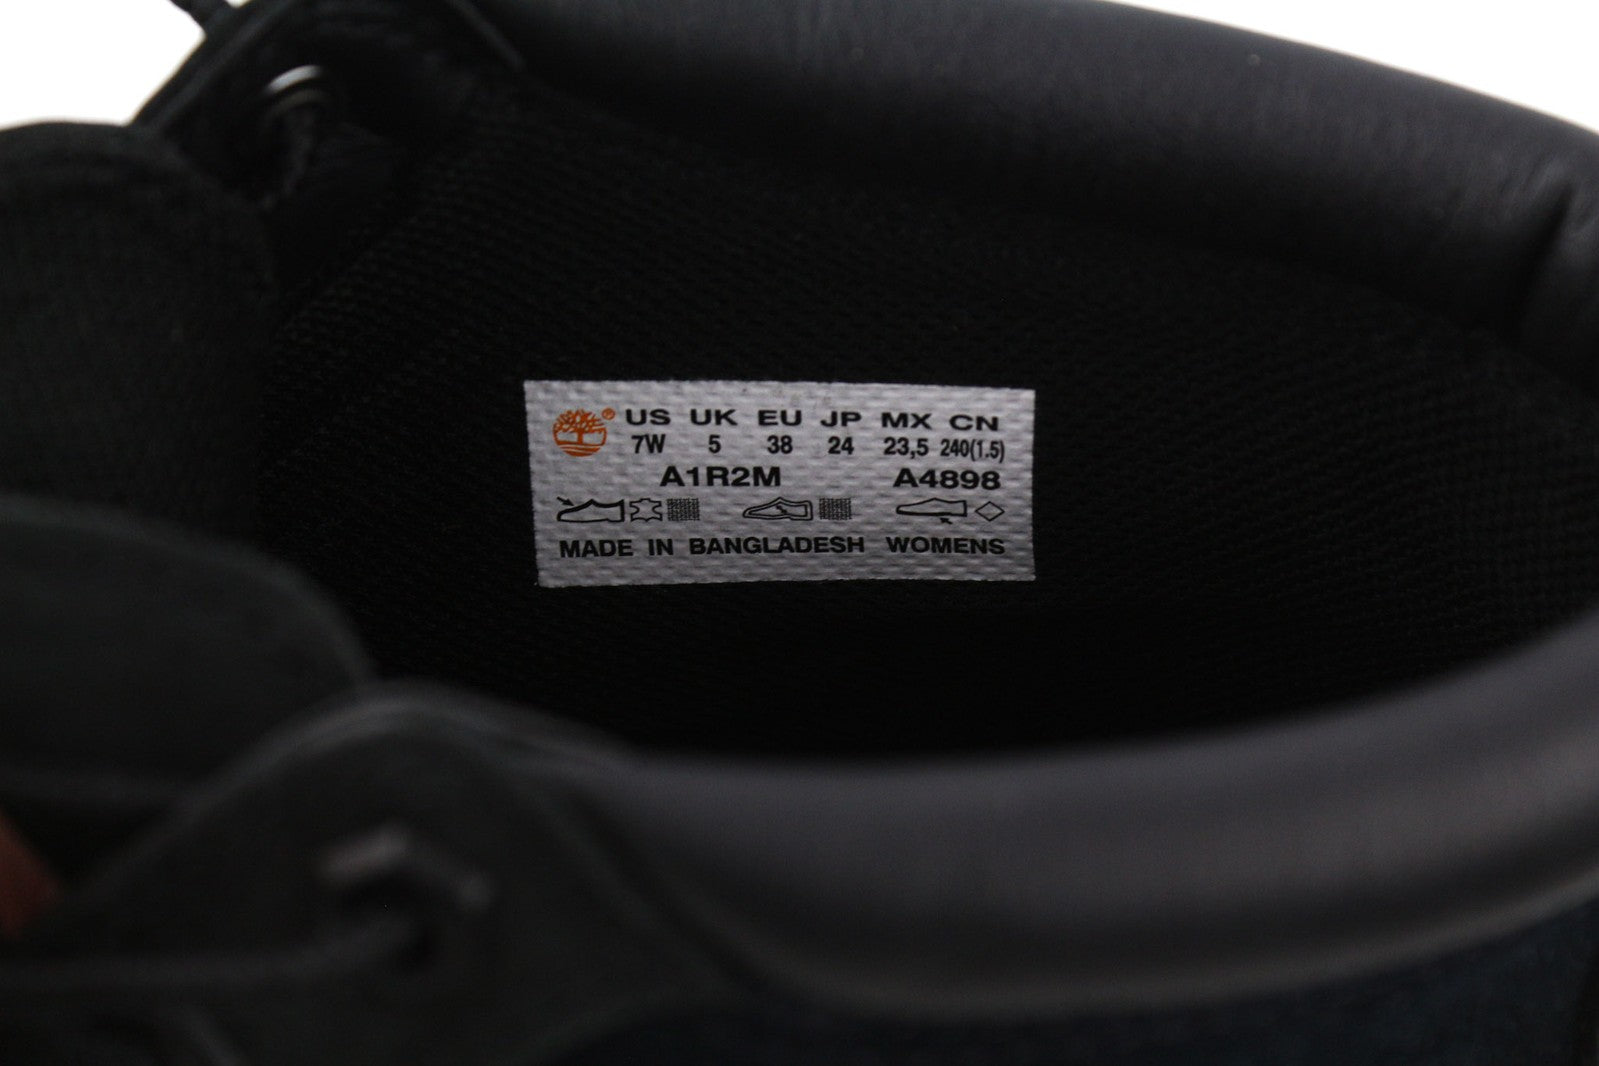 ® US UK EU JP MX CN
7W 5 38 24 23,5 240(1.5)
A1R2M A4898
MADE IN BANGLADESH WOMENS